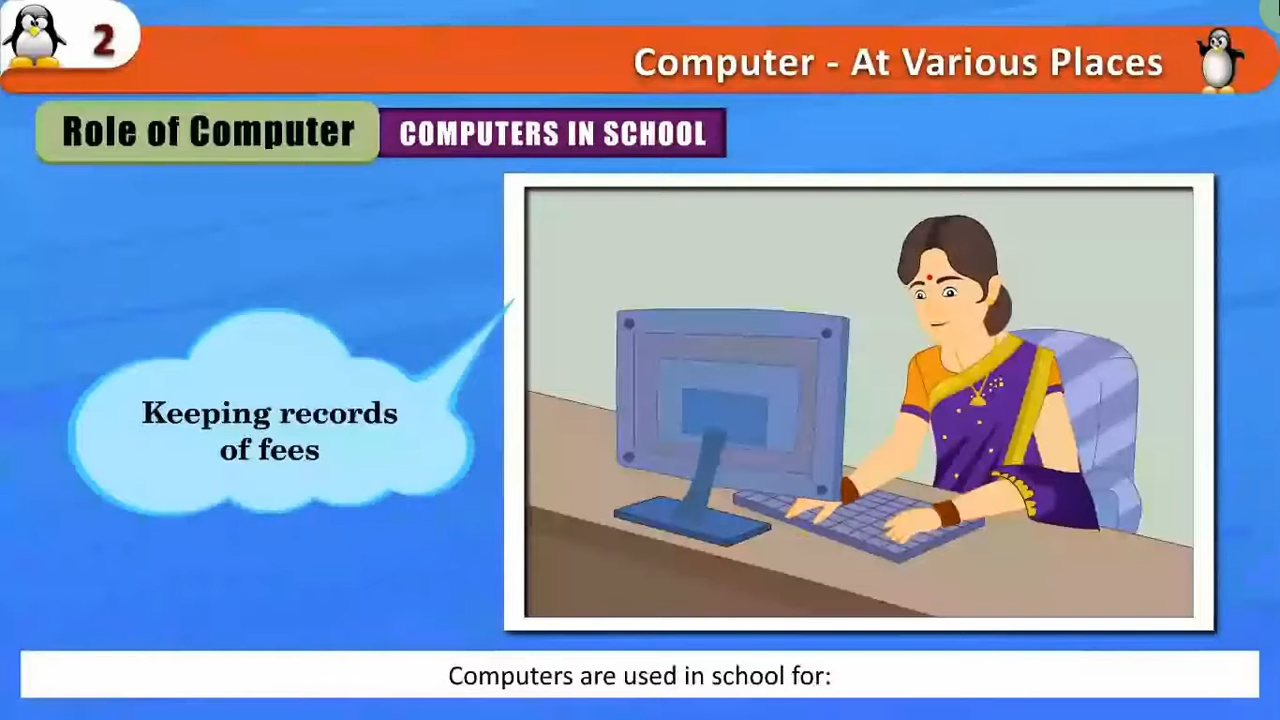 2
Computer - At Various Places
Role of Computer
COMPUTERS IN SCHOOL
Keeping records
of fees
Computers are used in school for: